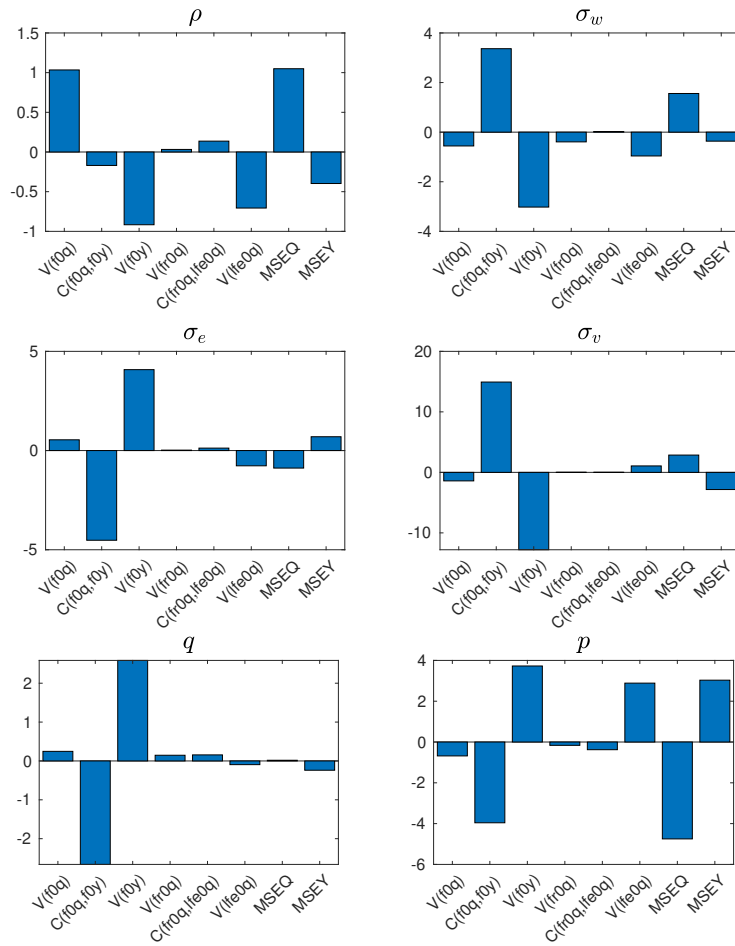 ρ
1.5
1
0.5
0
-0.5
-1
V(f0q)
C(f0q,f0y)
V(f0y)
V(fr0q)
C(fr0q,lfe0q)
V(lfe0q)
MSEQ
MSEY
σw
4
2
0
-2
-4
V(f0q)
C(f0q,f0y)
V(f0y)
V(fr0q)
C(fr0q,lfe0q)
V(lfe0q)
MSEQ
MSEY
σe
5
0
-5
V(f0q)
C(f0q,f0y)
V(f0y)
V(fr0q)
C(fr0q,lfe0q)
V(lfe0q)
MSEQ
MSEY
σv
20
10
0
-10
V(f0q)
C(f0q,f0y)
V(f0y)
V(fr0q)
C(fr0q,lfe0q)
V(lfe0q)
MSEQ
MSEY
q
2
1
0
-1
-2
V(f0q)
C(f0q,f0y)
V(f0y)
V(fr0q)
C(fr0q,lfe0q)
V(lfe0q)
MSEQ
MSEY
p
4
2
0
-2
-4
-6
V(f0q)
C(f0q,f0y)
V(f0y)
V(fr0q)
C(fr0q,lfe0q)
V(lfe0q)
MSEQ
MSEY